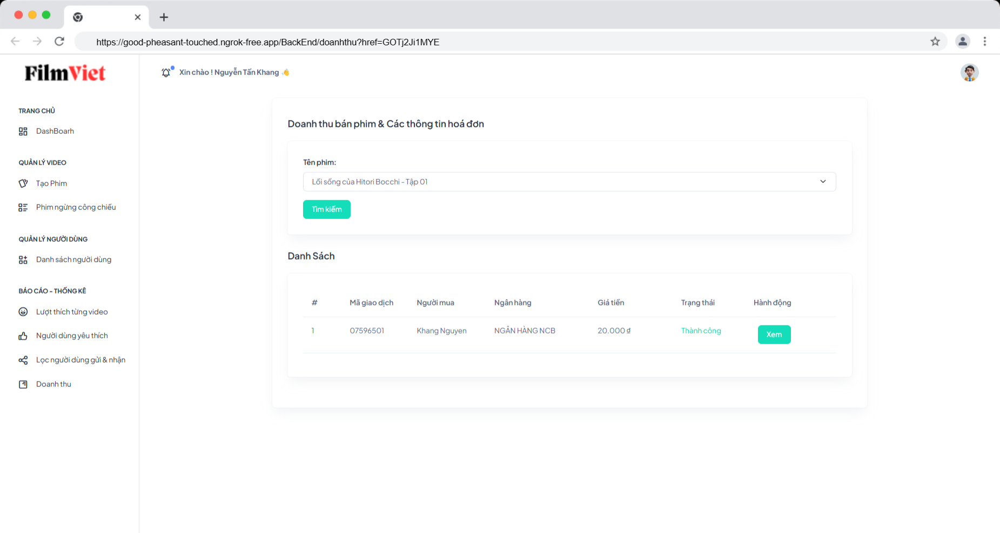 https://good-pheasant-touched.ngrok-free.app/BackEnd/doanhthu?href=GOTj2Ji1MYE
FilmViet
Xin chào ! Nguyễn Tấn Khang 👋
TRANG CHỦ
DashBoarh
QUẢN LÝ VIDEO
Tạo Phim
Phim ngừng công chiếu
QUẢN LÝ NGƯỜI DÙNG
Danh sách người dùng
BÁO CÁO - THỐNG KÊ
Lượt thích từng video
Người dùng yêu thích
Lọc người dùng gửi & nhận
Doanh thu
Doanh thu bán phim & Các thông tin hoá đơn
Tên phim:
Lối sống của Hitori Bocchi - Tập 01
Tìm kiếm
Danh Sách
# Mã giao dịch Người mua Ngân hàng Giá tiền Trạng thái Hành động
1 07596501 Khang Nguyen NGÂN HÀNG NCB 20.000 ₫ Thành công Xem